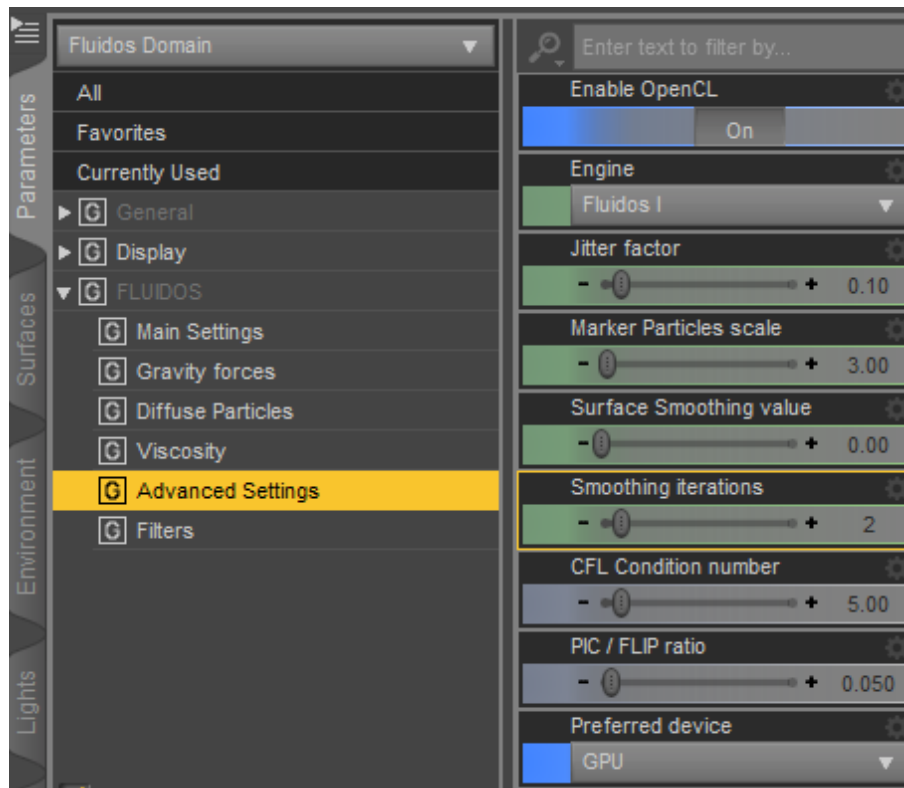 Parameters
Surfaces
Environment
Lights
Fluidos Domain
All
Favorites
Currently Used
G General
G Display
G FLUIDOS
G Main Settings
G Gravity forces
G Diffuse Particles
G Viscosity
G Advanced Settings
G Filters
Enter text to filter by...
Enable OpenCL
On
Engine
Fluidos I
Jitter factor
- + 0.10
Marker Particles scale
- + 3.00
Surface Smoothing value
- + 0.00
Smoothing iterations
- + 2
CFL Condition number
- + 5.00
PIC / FLIP ratio
- + 0.050
Preferred device
GPU